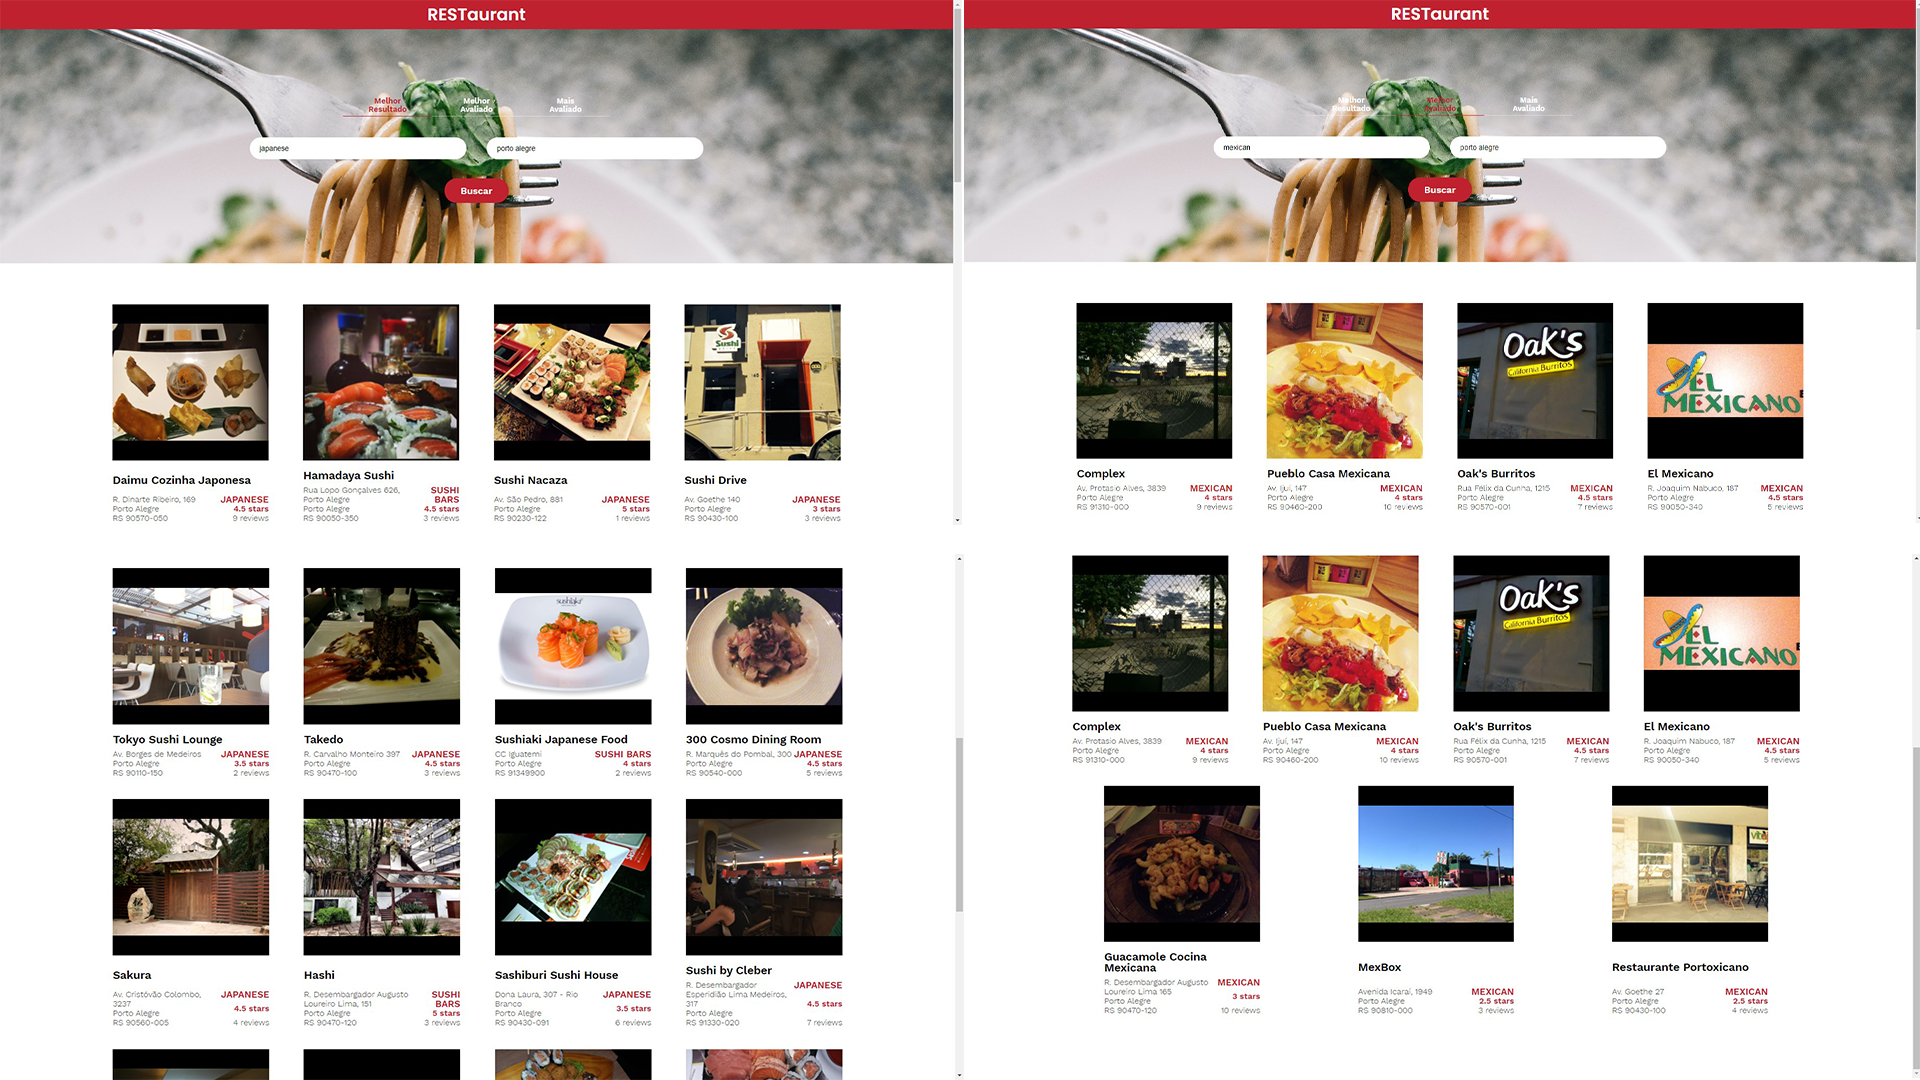 RESTaurant
Melhor
Resultado
Melhor
Avaliado
Mais
Avaliado
japanese
porto alegre
Buscar
Sushi
Daimu Cozinha Japonesa
R. Dinarte Ribeiro, 169
Porto Alegre
RS 90570-050
JAPANESE
4.5 stars
9 reviews
Hamadaya Sushi
Rua Lopo Gonçalves 626,
Porto Alegre
RS 90050-350
SUSHI
BARS
4.5 stars
3 reviews
Sushi Nacaza
Av. São Pedro, 881
Porto Alegre
RS 90230-122
JAPANESE
5 stars
1 reviews
Sushi Drive
Av. Goethe 140
Porto Alegre
RS 90430-100
JAPANESE
3 stars
3 reviews
RESTaurant
Melhor
Resultado
Melhor
Avaliado
Mais
Avaliado
mexican
porto alegre
Buscar
Oak's
California Burritos
EL
MEXICANO
Complex
Av. Protasio Alves, 3839
Porto Alegre
RS 91310-000
MEXICAN
4 stars
9 reviews
Pueblo Casa Mexicana
Av. Ijuí, 147
Porto Alegre
RS 90460-200
MEXICAN
4 stars
10 reviews
Oak's Burritos
Rua Félix da Cunha, 1215
Porto Alegre
RS 90570-001
MEXICAN
4.5 stars
7 reviews
El Mexicano
R. Joaquim Nabuco, 187
Porto Alegre
RS 90050-340
MEXICAN
4.5 stars
5 reviews
sushiaki
Tokyo Sushi Lounge
Av. Borges de Medeiros
Porto Alegre
RS 90110-150
JAPANESE
3.5 stars
2 reviews
Takedo
R. Carvalho Monteiro 397
Porto Alegre
RS 90470-100
JAPANESE
4.5 stars
3 reviews
Sushiaki Japanese Food
CC Iguatemi
Porto Alegre
RS 91349900
SUSHI BARS
4 stars
2 reviews
300 Cosmo Dining Room
R. Marquês do Pombal, 300
Porto Alegre
RS 90540-000
JAPANESE
4.5 stars
5 reviews
Sakura
Av. Cristóvão Colombo,
3237
Porto Alegre
RS 90560-005
JAPANESE
4.5 stars
4 reviews
Hashi
R. Desembargador Augusto
Loureiro Lima, 151
Porto Alegre
RS 90470-120
SUSHI
BARS
5 stars
3 reviews
Sashiburi Sushi House
Dona Laura, 307 - Rio
Branco
Porto Alegre
RS 90430-091
JAPANESE
3.5 stars
6 reviews
Sushi by Cleber
R. Desembargador
Esperidião Lima Medeiros,
317
Porto Alegre
RS 91330-020
JAPANESE
4.5 stars
7 reviews
Oak's
California Burritos
EL
MEXICANO
Complex
Av. Protasio Alves, 3839
Porto Alegre
RS 91310-000
MEXICAN
4 stars
9 reviews
Pueblo Casa Mexicana
Av. Ijuí, 147
Porto Alegre
RS 90460-200
MEXICAN
4 stars
10 reviews
Oak's Burritos
Rua Félix da Cunha, 1215
Porto Alegre
RS 90570-001
MEXICAN
4.5 stars
7 reviews
El Mexicano
R. Joaquim Nabuco, 187
Porto Alegre
RS 90050-340
MEXICAN
4.5 stars
5 reviews
Guacamole Cocina
Mexicana
R. Desembargador Augusto
Loureiro Lima 165
Porto Alegre
RS 90470-120
MEXICAN
3 stars
10 reviews
MexBox
Avenida Icaraí, 1949
Porto Alegre
RS 90810-000
MEXICAN
2.5 stars
3 reviews
Restaurante Portoxicano
Av. Goethe 27
Porto Alegre
RS 90430-100
MEXICAN
2.5 stars
4 reviews